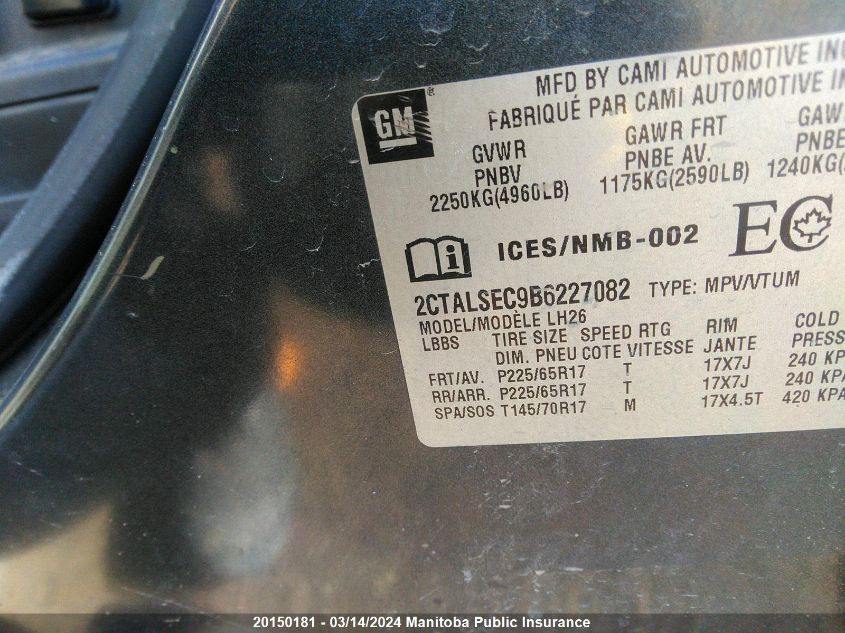 MFD BY CAMI AUTOMOTIVE INC
FABRIQUÉ PAR CAMI AUTOMOTIVE IN
GM
GVWR GAWR FRT GAW
PNBV PNBE AV. PNBE
2250KG(4960LB) 1175KG(2590LB) 1240KG(
ICES/NMB-002 EC
2CTALSEC9B6227082 TYPE: MPV/VTUM
MODEL/MODÈLE LH26
LBBS TIRE SIZE SPEED RTG RIM COLD
DIM. PNEU COTE VITESSE JANTE PRESS
FRT/AV. P225/65R17 T 17X7J 240 KP
RR/ARR. P225/65R17 T 17X7J 240 KPA
SPA/SOS T145/70R17 M 17X4.5T 420 KPA
20150181 - 03/14/2024 Manitoba Public Insurance